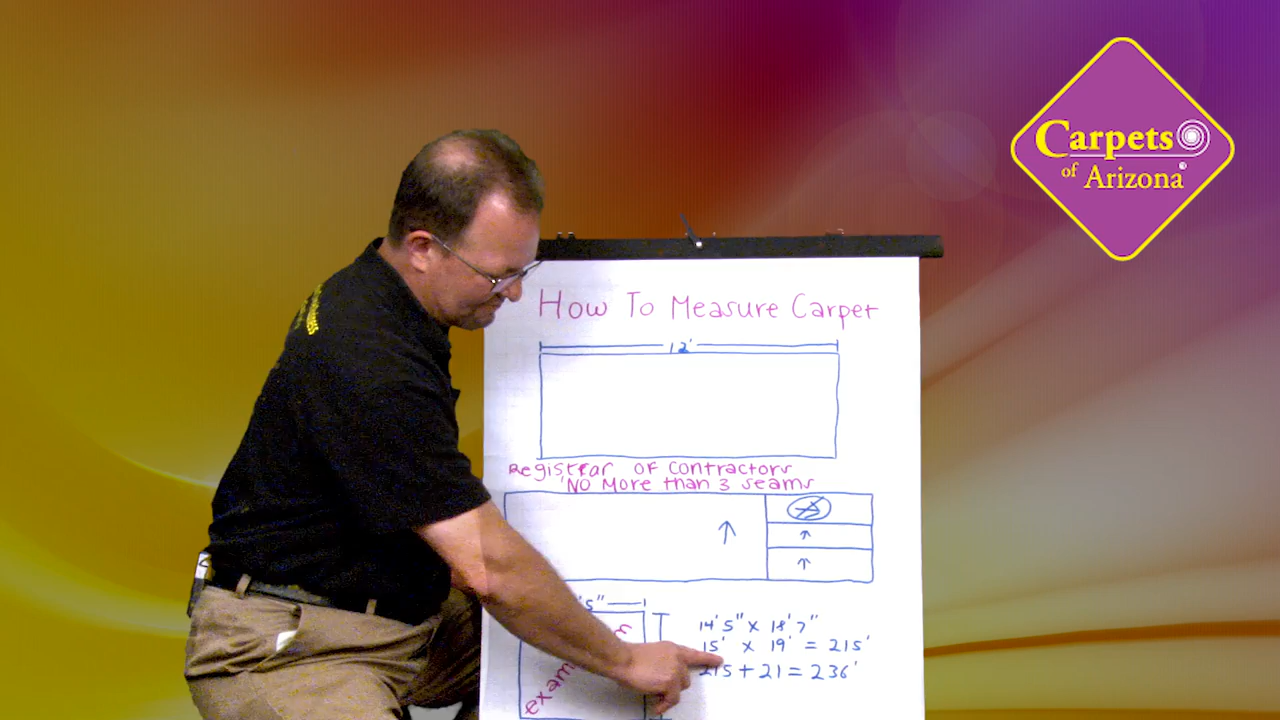 Carpets
of Arizona
How To Measure Carpet
12'
Registrar of Contractors
No More than 3 seams
14' 5" x 18' 7"
15' x 19' = 215'
215 + 21 = 236'